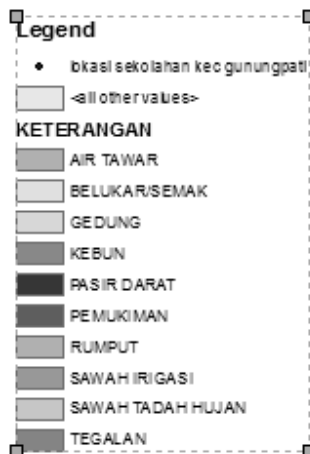 Legend
lokasi sekolahan kec gunungpati
<all other values>
KETERANGAN
AIR TAWAR
BELUKAR/SEMAK
GEDUNG
KEBUN
PASIR DARAT
PEMUKIMAN
RUMPUT
SAWAH IRIGASI
SAWAH TADAH HUJAN
TEGALAN